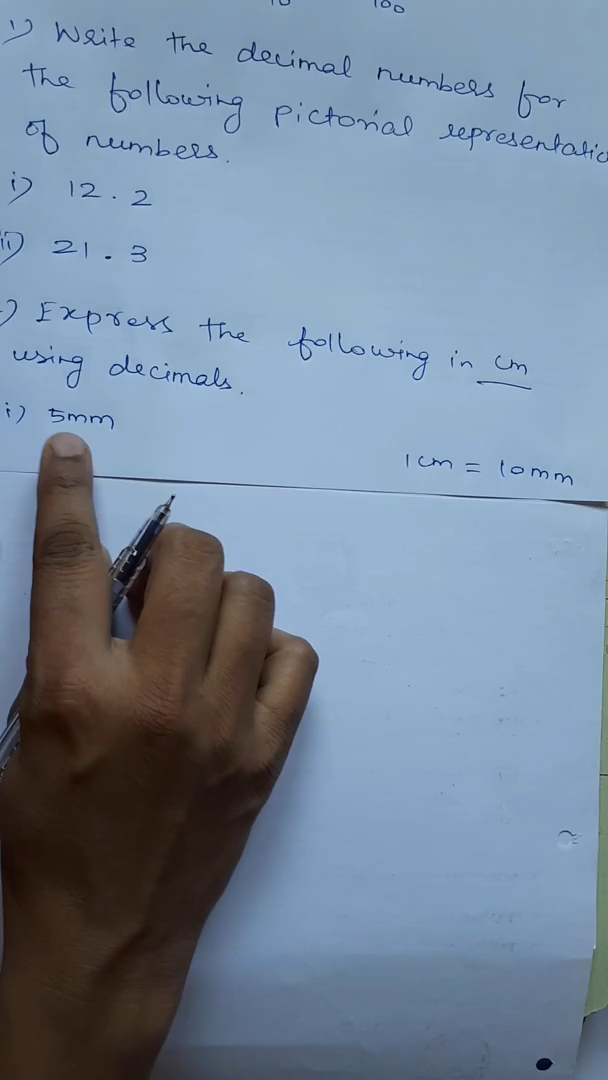 100
1) Write the decimal numbers for
the following pictorial
of numbers.
i) 12.2
ii) 21.3
) Express the following in cm
using decimals.
i) 5mm
1cm = 10mm